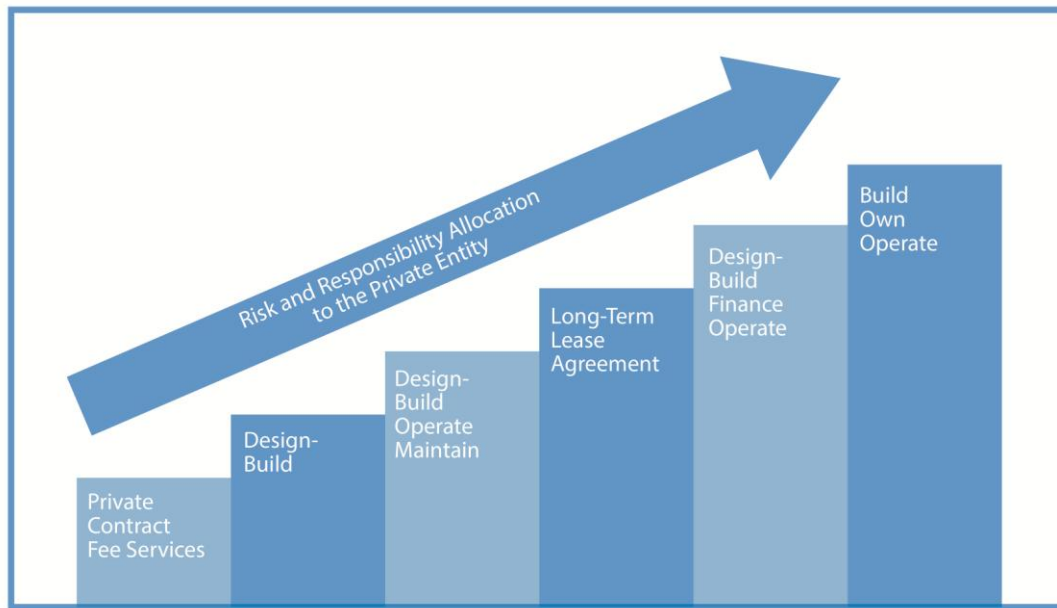 Risk and Responsibility Allocation
to the Private Entity
Private
Contract
Fee Services
Design-
Build
Design-
Build
Operate
Maintain
Long-Term
Lease
Agreement
Design-
Build
Finance
Operate
Build
Own
Operate